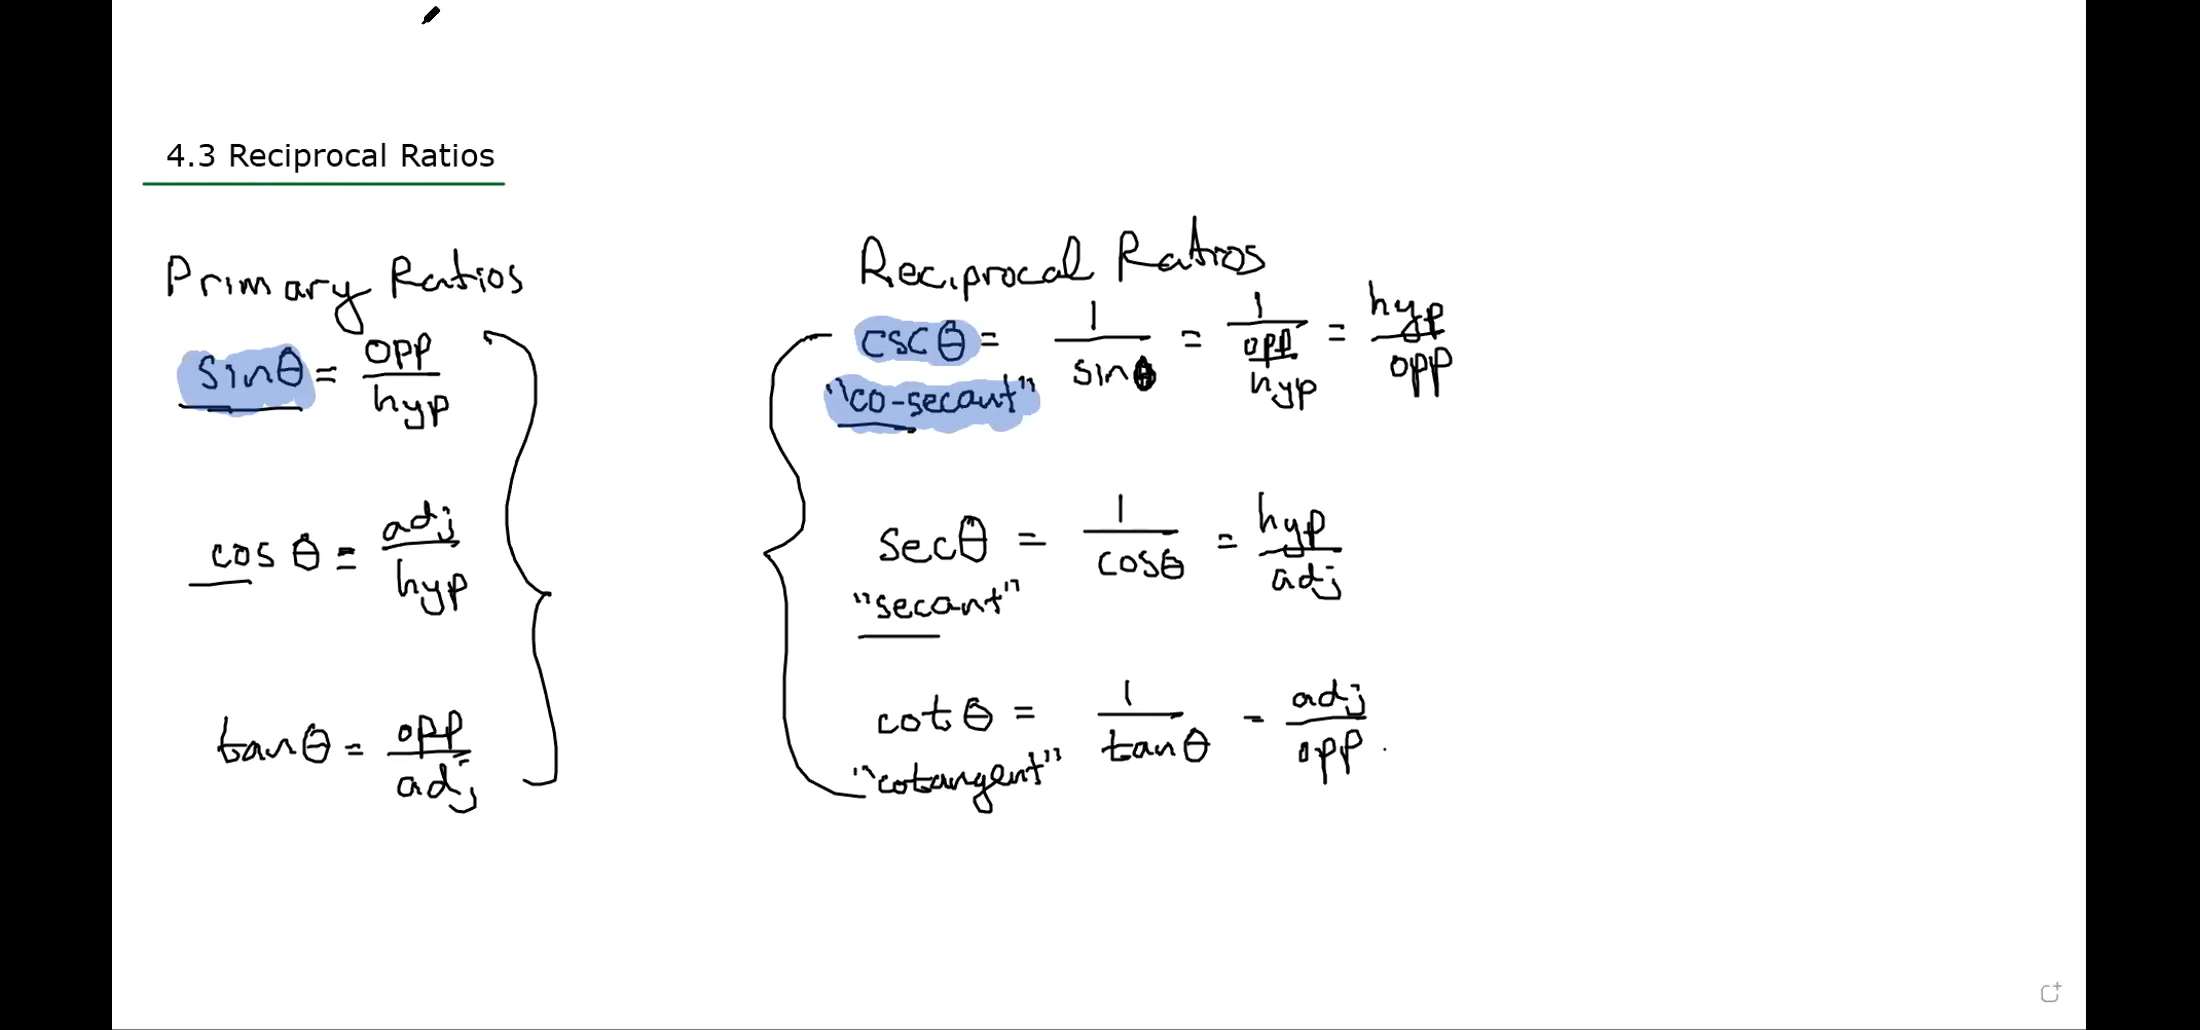 4.3 Reciprocal Ratios
Primary Ratios
sinθ = opp/hyp
cos θ = adj/hyp
tanθ = opp/adj
Reciprocal Ratios
cscθ = 1/sinθ = 1/(opp/hyp) = hyp/opp
"co-secant"
secθ = 1/cosθ = hyp/adj
"secant"
cotθ = 1/tanθ = adj/opp
"cotangent"